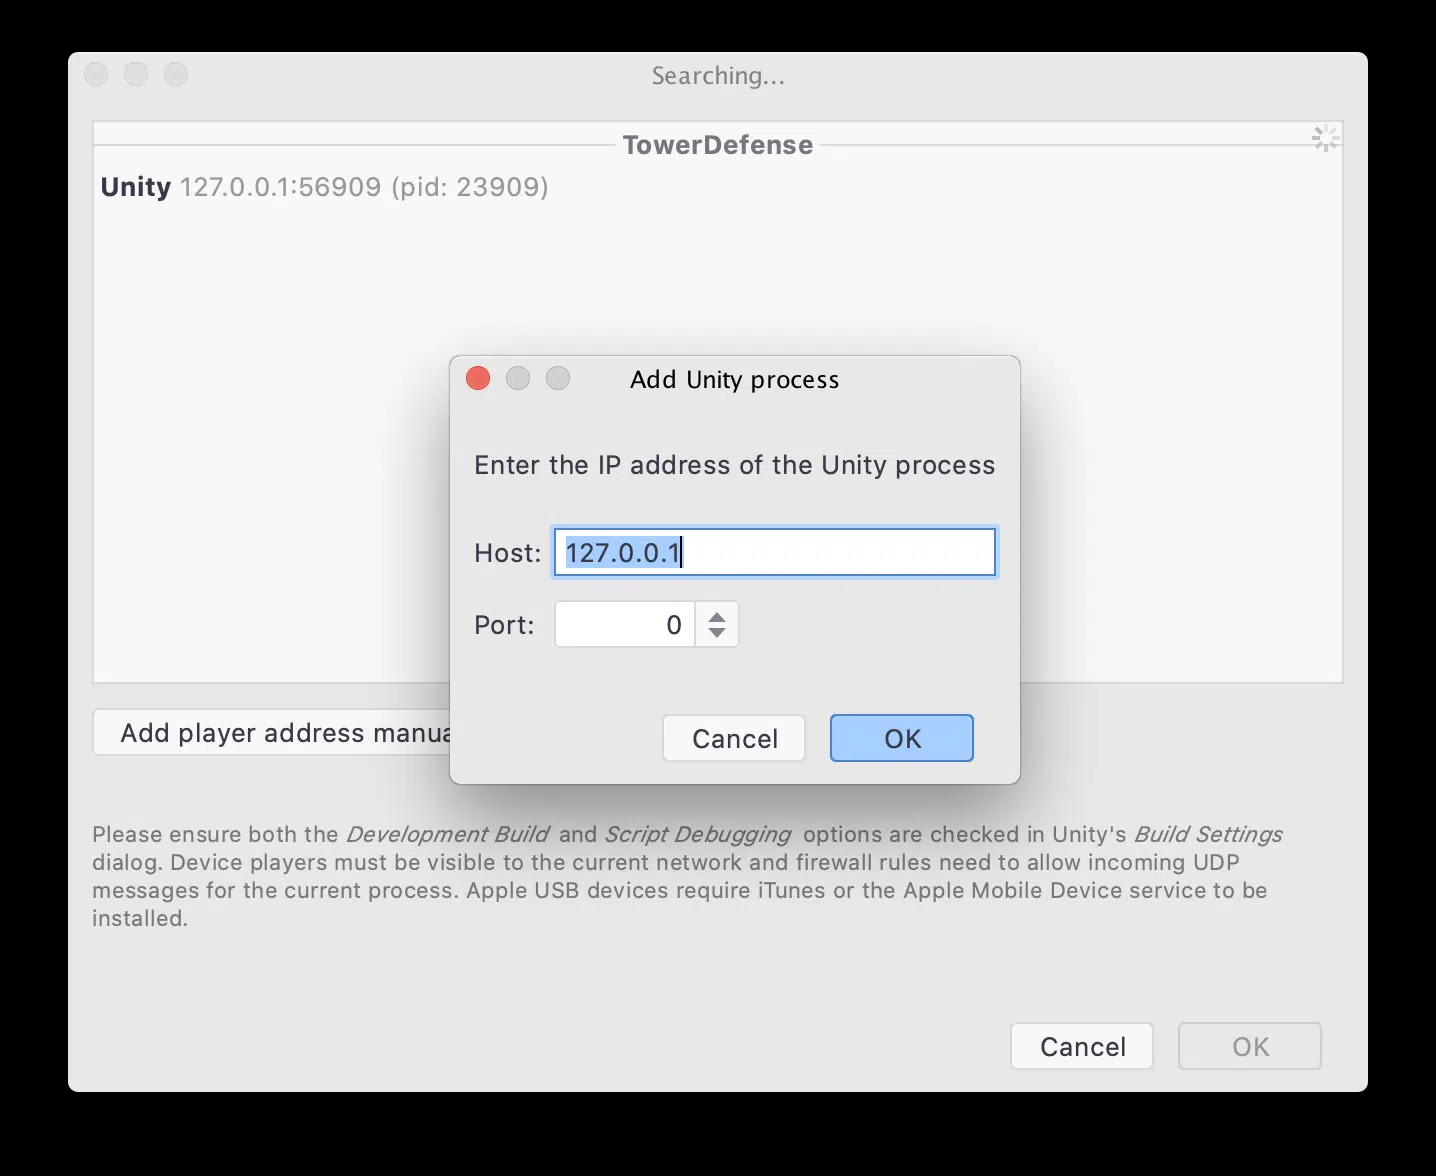 Searching...
TowerDefense
Unity 127.0.0.1:56909 (pid: 23909)
Add Unity process
Enter the IP address of the Unity process
Host: 127.0.0.1
Port: 0
Cancel OK
Add player address manua
Please ensure both the Development Build and Script Debugging options are checked in Unity's Build Settings
dialog. Device players must be visible to the current network and firewall rules need to allow incoming UDP
messages for the current process. Apple USB devices require iTunes or the Apple Mobile Device service to be
installed.
Cancel OK